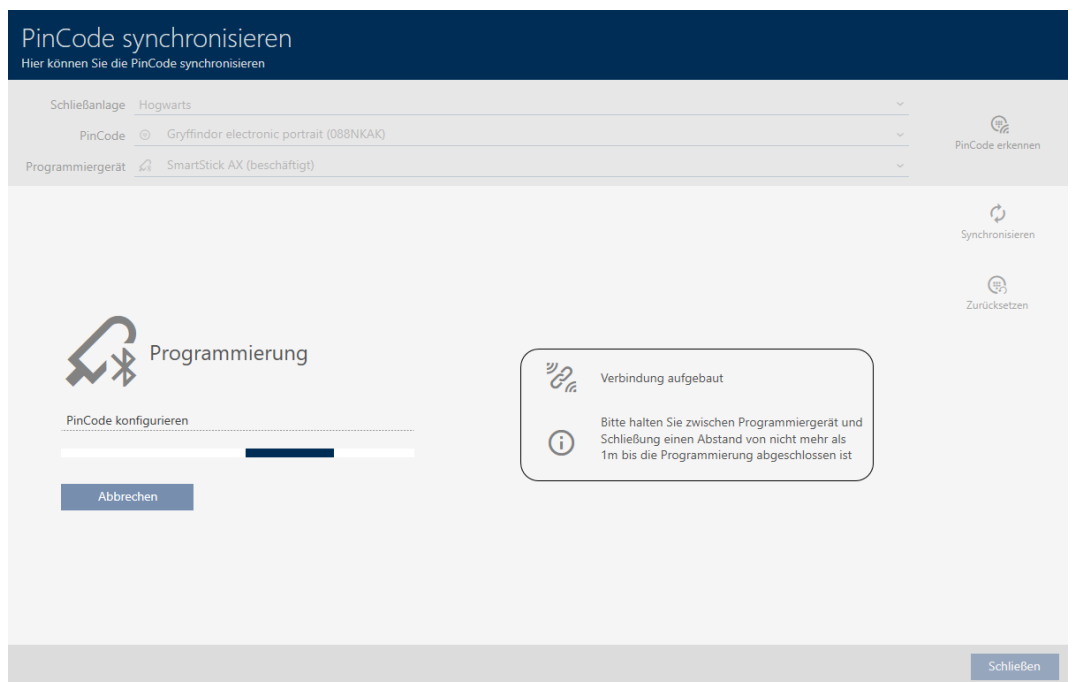 PinCode synchronisieren
Hier können Sie die PinCode synchronisieren
Schließanlage Hogwarts
PinCode Gryffindor electronic portrait (088NKAK)
Programmiergerät SmartStick AX (beschäftigt)
PinCode erkennen
Synchronisieren
Zurücksetzen
Programmierung
PinCode konfigurieren
Abbrechen
Verbindung aufgebaut
Bitte halten Sie zwischen Programmiergerät und
Schließung einen Abstand von nicht mehr als
1m bis die Programmierung abgeschlossen ist
Schließen